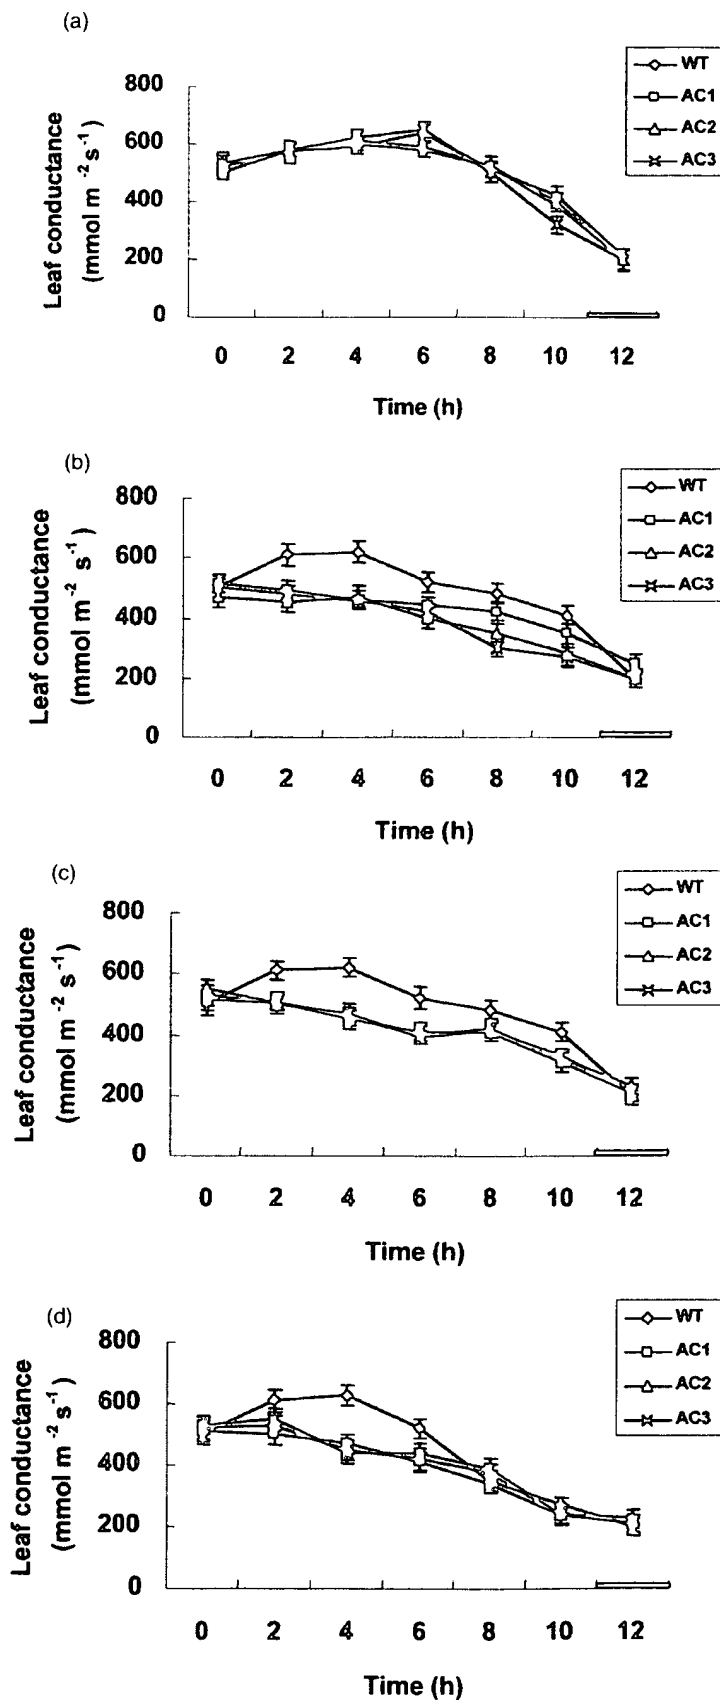 (a)
WT
AC1
AC2
AC3
Leaf conductance
(mmol m⁻² s⁻¹)
800
600
400
200
0
0 2 4 6 8 10 12
Time (h)
(b)
WT
AC1
AC2
AC3
Leaf conductance
(mmol m⁻² s⁻¹)
800
600
400
200
0
0 2 4 6 8 10 12
Time (h)
(c)
WT
AC1
AC2
AC3
Leaf conductance
(mmol m⁻² s⁻¹)
800
600
400
200
0
0 2 4 6 8 10 12
Time (h)
(d)
WT
AC1
AC2
AC3
Leaf conductance
(mmol m⁻² s⁻¹)
800
600
400
200
0
0 2 4 6 8 10 12
Time (h)